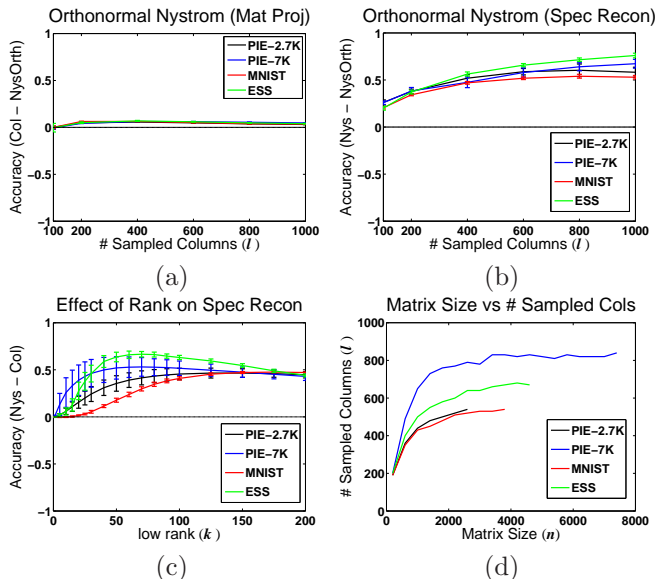 Orthonormal Nystrom (Mat Proj)
Accuracy (Col − NysOrth)
1
0.5
0
−0.5
−1
PIE−2.7K
PIE−7K
MNIST
ESS
100 200 400 600 800 1000
# Sampled Columns (l)
(a)
Orthonormal Nystrom (Spec Recon)
Accuracy (Nys − NysOrth)
1
0.5
0
−0.5
−1
PIE−2.7K
PIE−7K
MNIST
ESS
100 200 400 600 800 1000
# Sampled Columns (l)
(b)
Effect of Rank on Spec Recon
Accuracy (Nys − Col)
1
0.5
0
−0.5
−1
PIE−2.7K
PIE−7K
MNIST
ESS
0 50 100 150 200
low rank (k)
(c)
Matrix Size vs # Sampled Cols
# Sampled Columns (l)
1000
800
600
400
200
0
PIE−2.7K
PIE−7K
MNIST
ESS
0 2000 4000 6000 8000
Matrix Size (n)
(d)